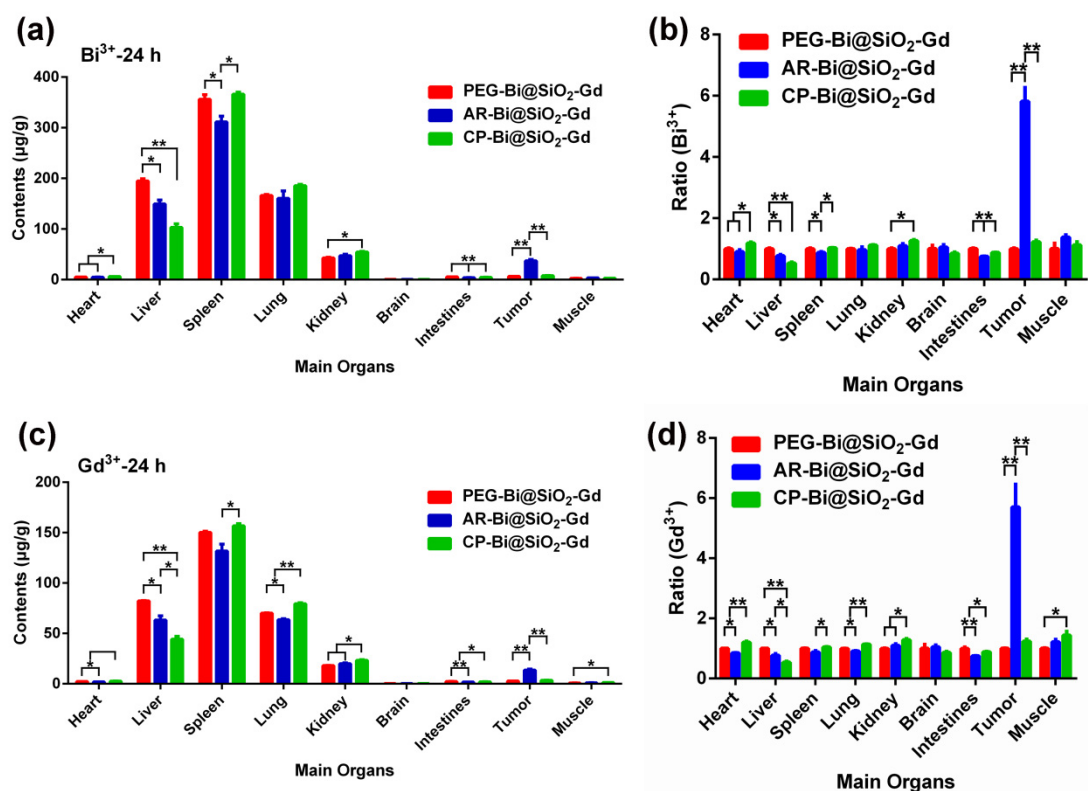 (a)
Bi³⁺-24 h
Contents (µg/g)
400
300
200
100
0
PEG-Bi@SiO₂-Gd
AR-Bi@SiO₂-Gd
CP-Bi@SiO₂-Gd
** * * * * * ** ** **
Heart Liver Spleen Lung Kidney Brain Intestines Tumor Muscle
Main Organs
(b)
Ratio (Bi³⁺)
8
6
4
2
0
PEG-Bi@SiO₂-Gd
AR-Bi@SiO₂-Gd
CP-Bi@SiO₂-Gd
** ** * ** * * * * **
Heart Liver Spleen Lung Kidney Brain Intestines Tumor Muscle
Main Organs
(c)
Gd³⁺-24 h
Contents (µg/g)
200
150
100
50
0
PEG-Bi@SiO₂-Gd
AR-Bi@SiO₂-Gd
CP-Bi@SiO₂-Gd
* ** * * * ** * * ** ** ** *
Heart Liver Spleen Lung Kidney Brain Intestines Tumor Muscle
Main Organs
(d)
Ratio (Gd³⁺)
8
6
4
2
0
PEG-Bi@SiO₂-Gd
AR-Bi@SiO₂-Gd
CP-Bi@SiO₂-Gd
* ** ** * * * * ** * ** * ** ** *
Heart Liver Spleen Lung Kidney Brain Intestines Tumor Muscle
Main Organs